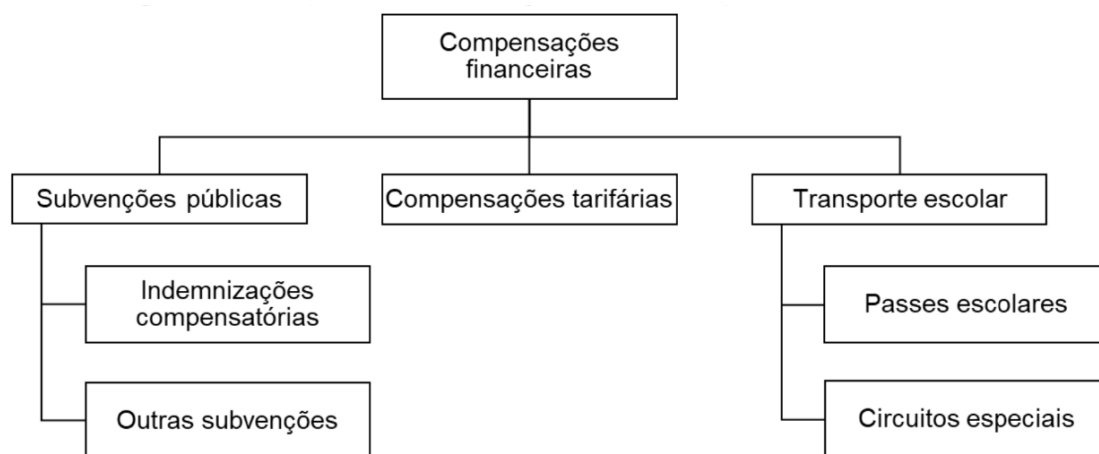 Compensações
financeiras
Subvenções públicas
Compensações tarifárias
Transporte escolar
Indemnizações
compensatórias
Passes escolares
Outras subvenções
Circuitos especiais